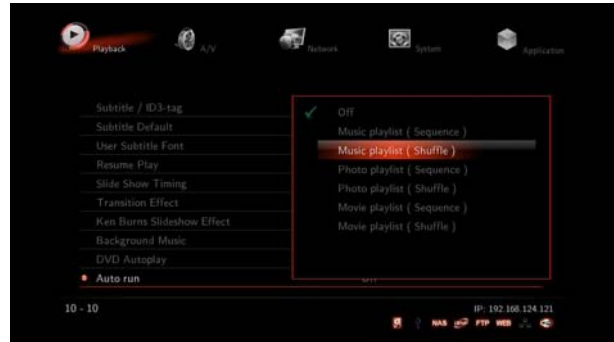 Playback
A/V
Network
System
Application
Subtitle / ID3-tag
Subtitle Default
User Subtitle Font
Resume Play
Slide Show Timing
Transition Effect
Ken Burns Slideshow Effect
Background Music
DVD Autoplay
Auto run
Off
Music playlist ( Sequence )
Music playlist ( Shuffle )
Photo playlist ( Sequence )
Photo playlist ( Shuffle )
Movie playlist ( Sequence )
Movie playlist ( Shuffle )
Off
10 - 10
IP: 192.168.124.121
NAS
FTP WEB